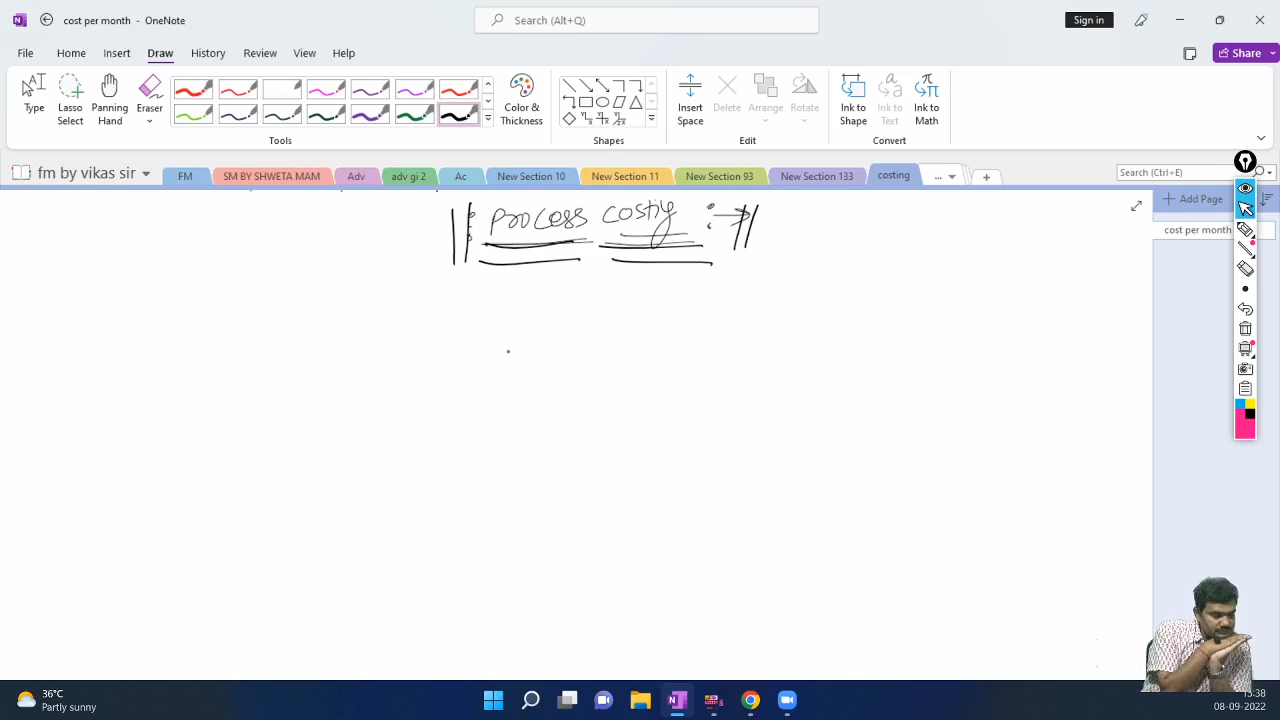 cost per month - OneNote
Search (Alt+Q)
Sign in
File Home Insert Draw History Review View Help
Share
Type
Lasso Select
Panning Hand
Eraser
Color & Thickness
Insert Space
Delete
Arrange
Rotate
Ink to Shape
Ink to Text
Ink to Math
Tools
Shapes
Edit
Convert
fm by vikas sir
FM
SM BY SHWETA MAM
Adv
adv gi 2
Ac
New Section 10
New Section 11
New Section 93
New Section 133
costing
...
Search (Ctrl+E)
Add Page
cost per month
Process costing :→
36°C
Partly sunny
08-09-2022